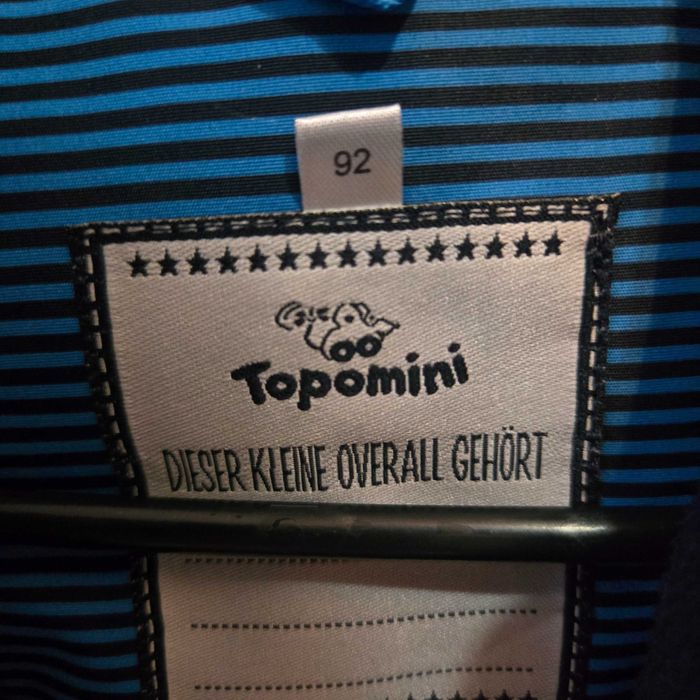 92
Topomini
DIESER KLEINE OVERALL GEHÖRT